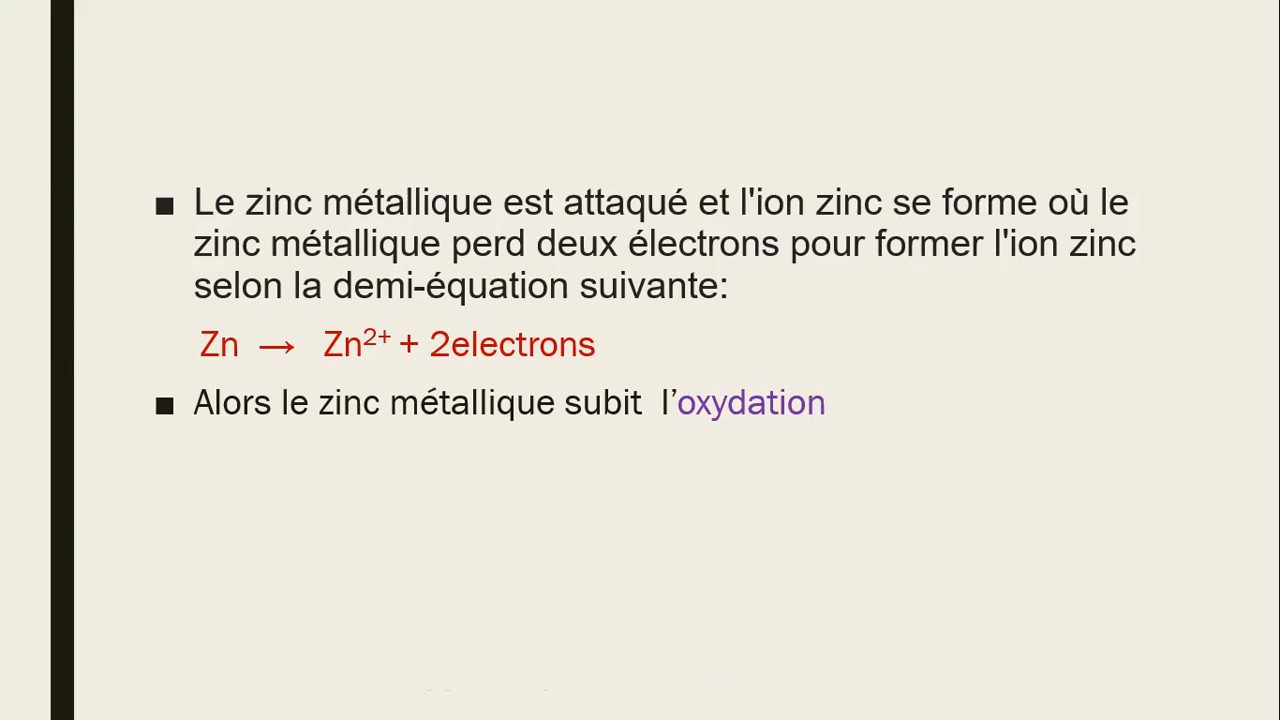 ■ Le zinc métallique est attaqué et l'ion zinc se forme où le
zinc métallique perd deux électrons pour former l'ion zinc
selon la demi-équation suivante:
Zn → Zn²⁺ + 2electrons
■ Alors le zinc métallique subit l’oxydation